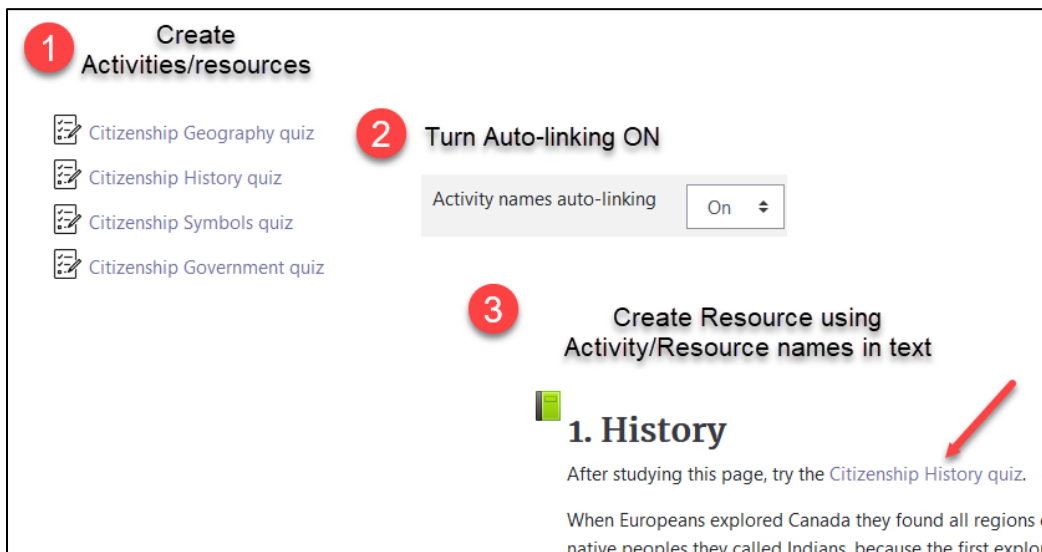 1
Create
Activities/resources
Citizenship Geography quiz
Citizenship History quiz
Citizenship Symbols quiz
Citizenship Government quiz
2
Turn Auto-linking ON
Activity names auto-linking
On
3
Create Resource using
Activity/Resource names in text
1. History
After studying this page, try the Citizenship History quiz.
When Europeans explored Canada they found all regions
native peoples they called Indians, because the first